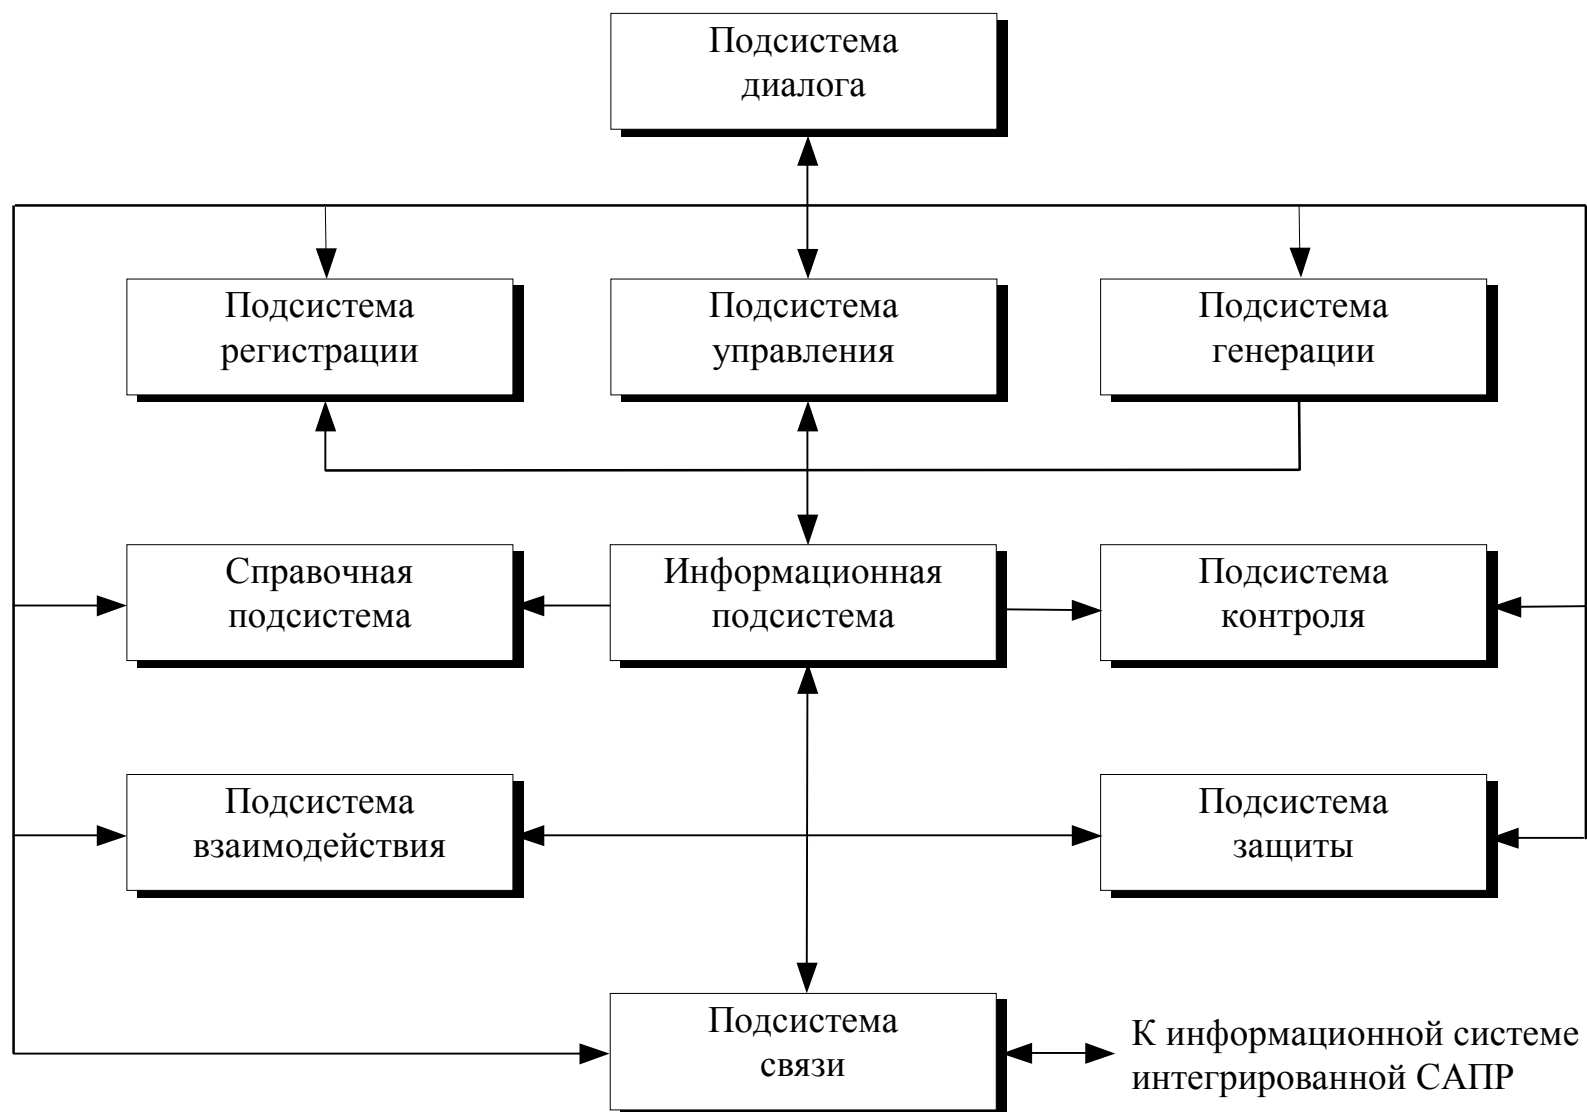 Подсистема
диалога
Подсистема
регистрации
Подсистема
управления
Подсистема
генерации
Справочная
подсистема
Информационная
подсистема
Подсистема
контроля
Подсистема
взаимодействия
Подсистема
защиты
Подсистема
связи
К информационной системе
интегрированной САПР